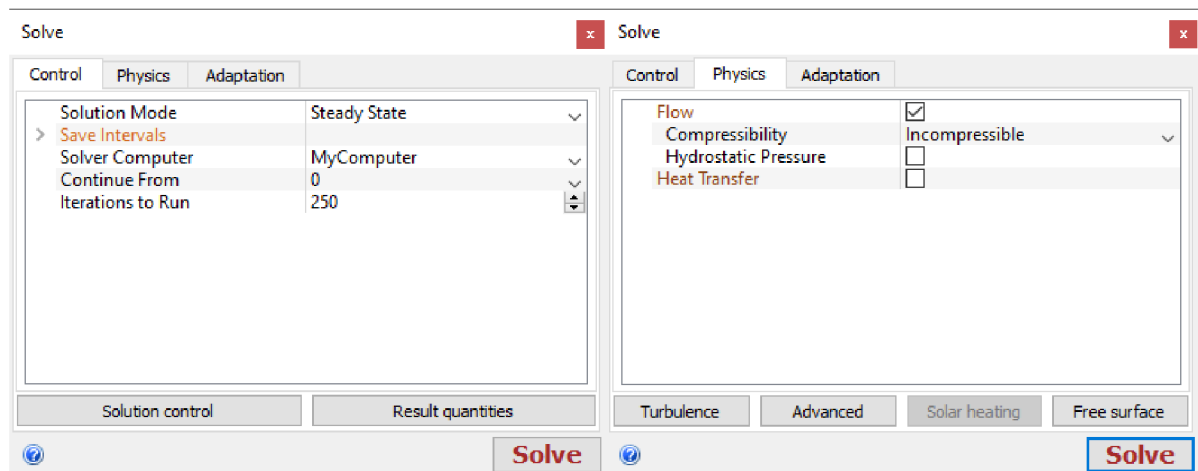 Solve
x
Control Physics Adaptation
Solution Mode Steady State
Save Intervals
Solver Computer MyComputer
Continue From 0
Iterations to Run 250
Solution control Result quantities
Solve
Solve
x
Control Physics Adaptation
Flow
Compressibility Incompressible
Hydrostatic Pressure
Heat Transfer
Turbulence Advanced Solar heating Free surface
Solve